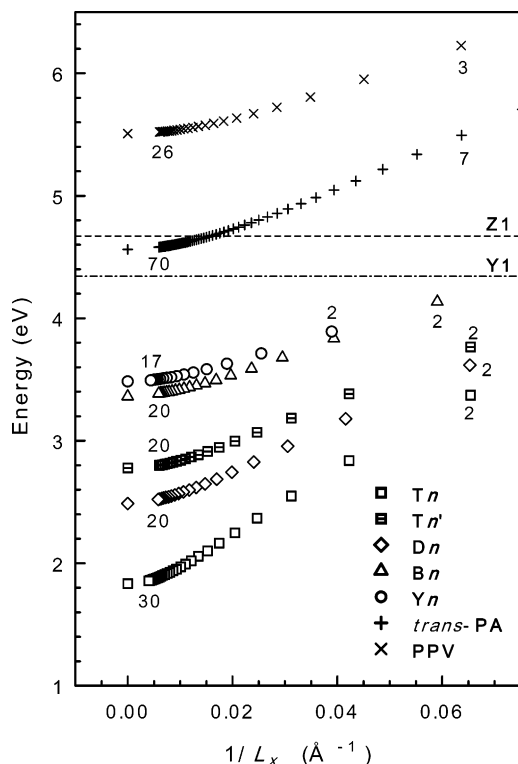 6
5
4
3
2
1
Energy (eV)
3
26
7
70
Z1
Y1
17
2
2
2
2
20
20
2
20
30
Tn
Tn'
Dn
Bn
Yn
trans- PA
PPV
0.00
0.02
0.04
0.06
1/ Lx (Å -1)